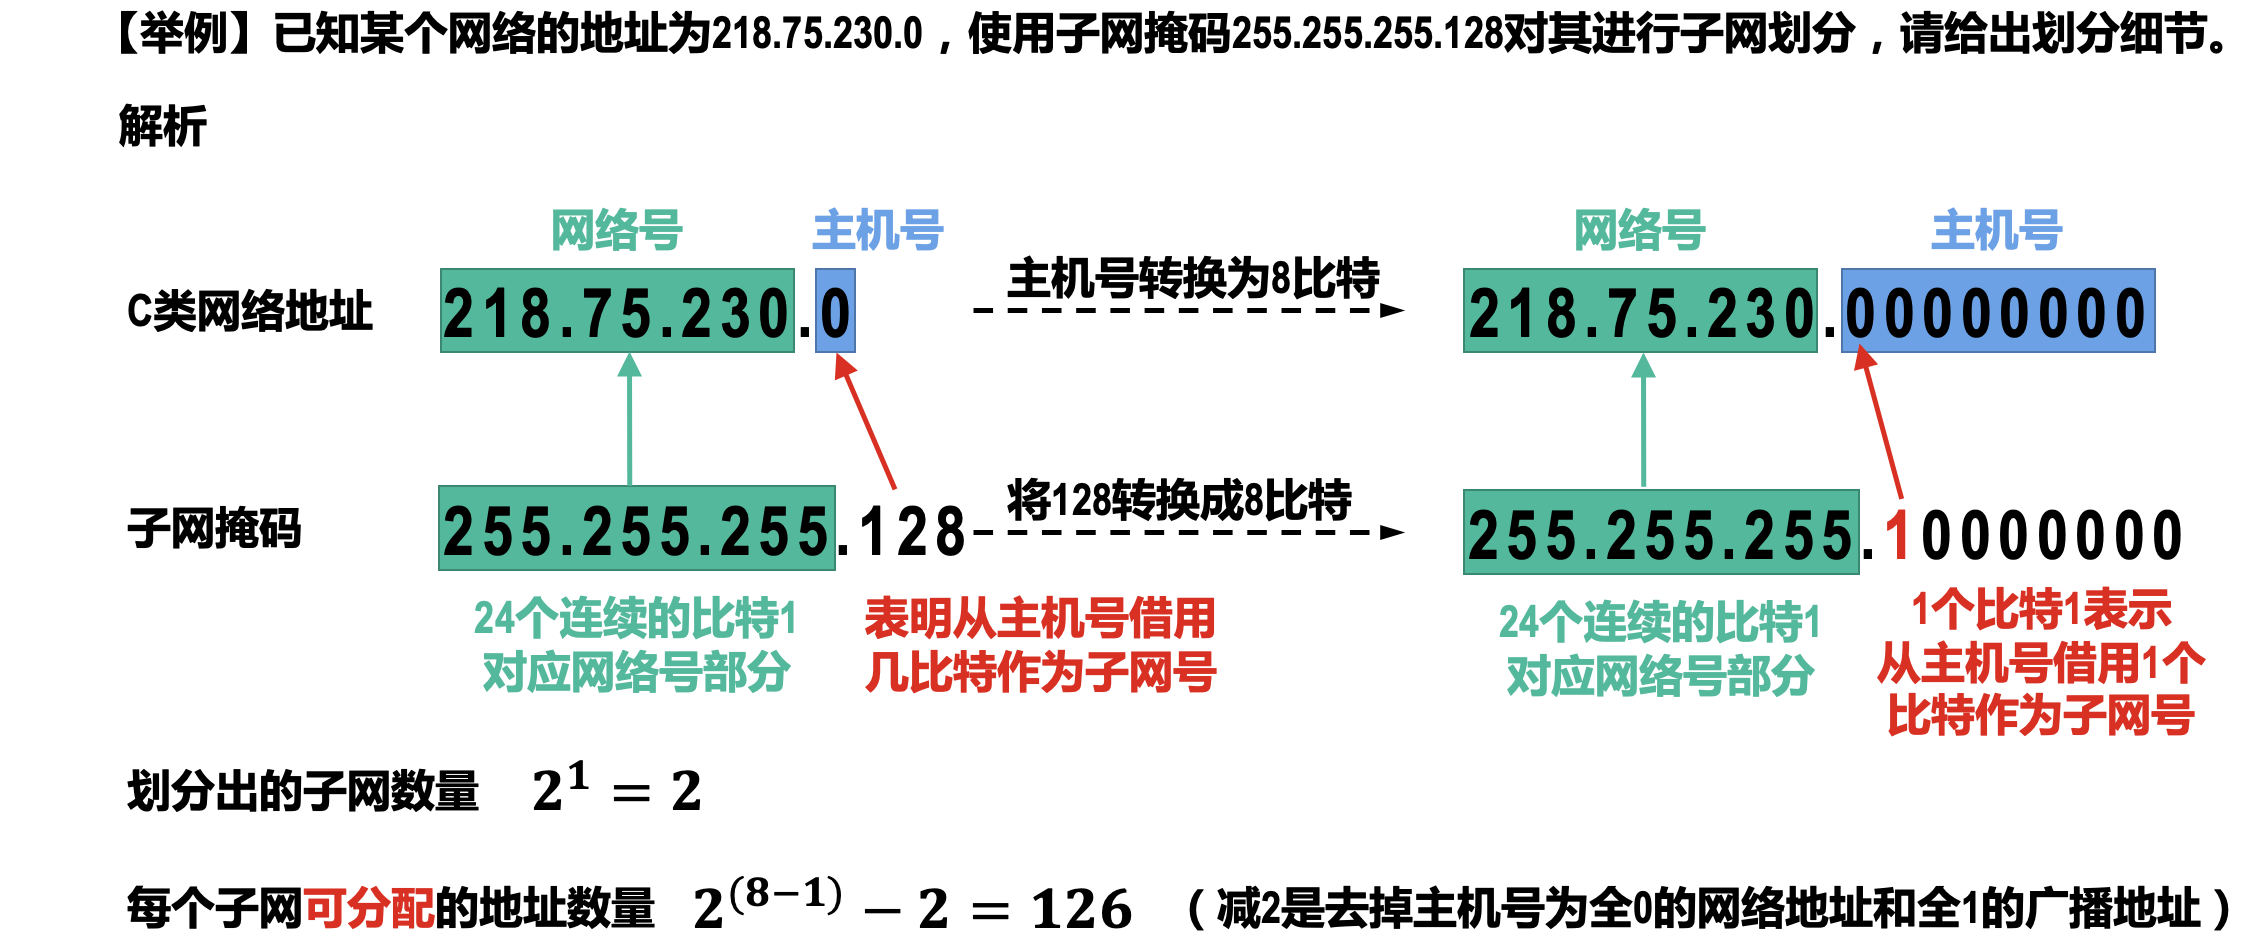 【举例】已知某个网络的地址为218.75.230.0，使用子网掩码255.255.255.128对其进行子网划分，请给出划分细节。
解析
网络号 主机号 网络号 主机号
C类网络地址 218.75.230.0 主机号转换为8比特 218.75.230.00000000
子网掩码 255.255.255.128 将128转换成8比特 255.255.255.10000000
24个连续的比特1
对应网络号部分
表明从主机号借用
几比特作为子网号
24个连续的比特1
对应网络号部分
1个比特1表示
从主机号借用1个
比特作为子网号
划分出的子网数量 2^1 = 2
每个子网可分配的地址数量 2^(8−1) − 2 = 126 （减2是去掉主机号为全0的网络地址和全1的广播地址）